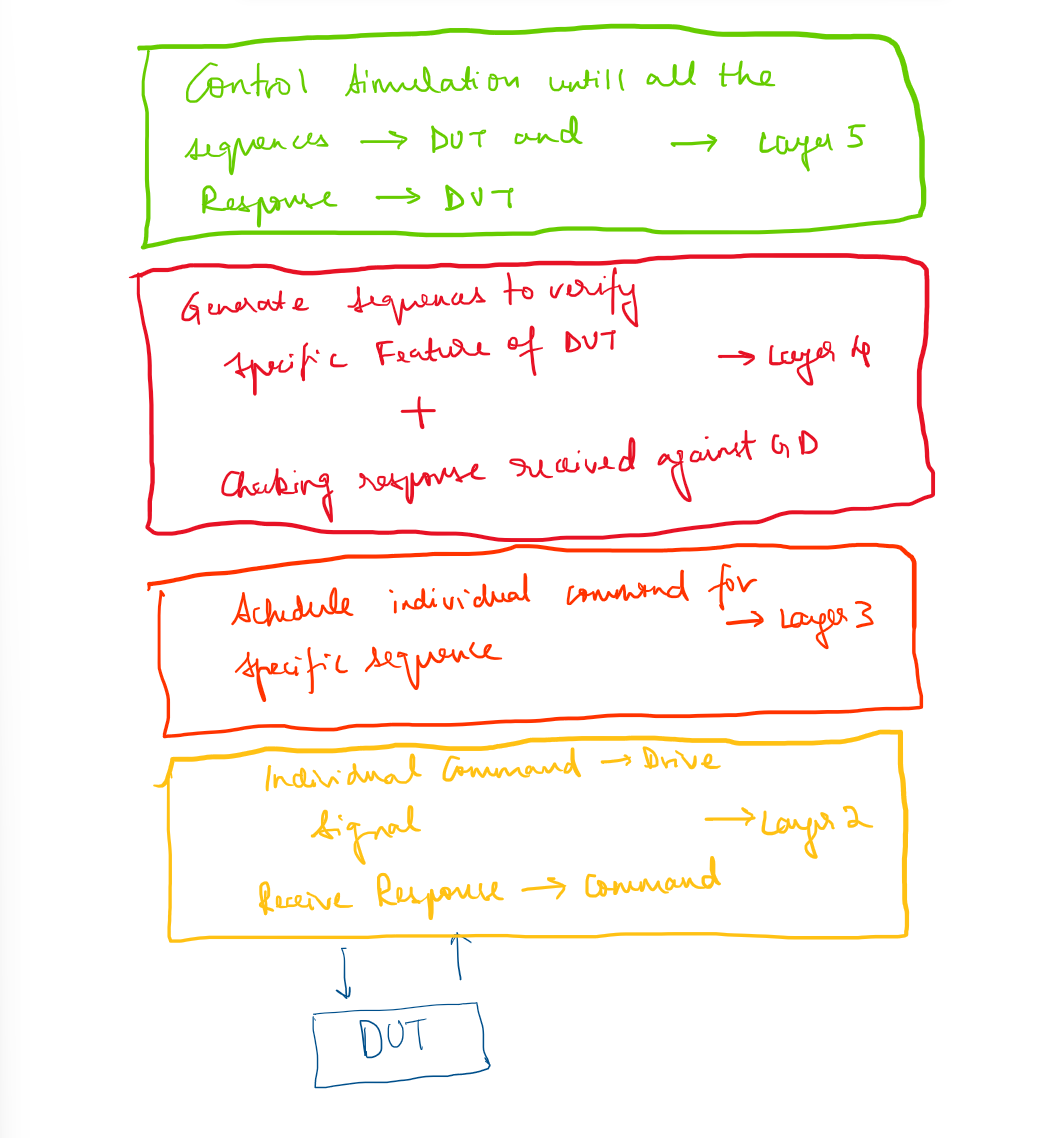 Control simulation untill all the
sequences → DUT and → Layer 5
Response → DUT
Generate sequences to verify
specific Feature of DUT → Layer 4
+
Checking response received against GD
Schedule individual command for
→ Layer 3
specific sequence
Individual Command → Drive
signal → Layer 2
Receive Response → Command
DUT